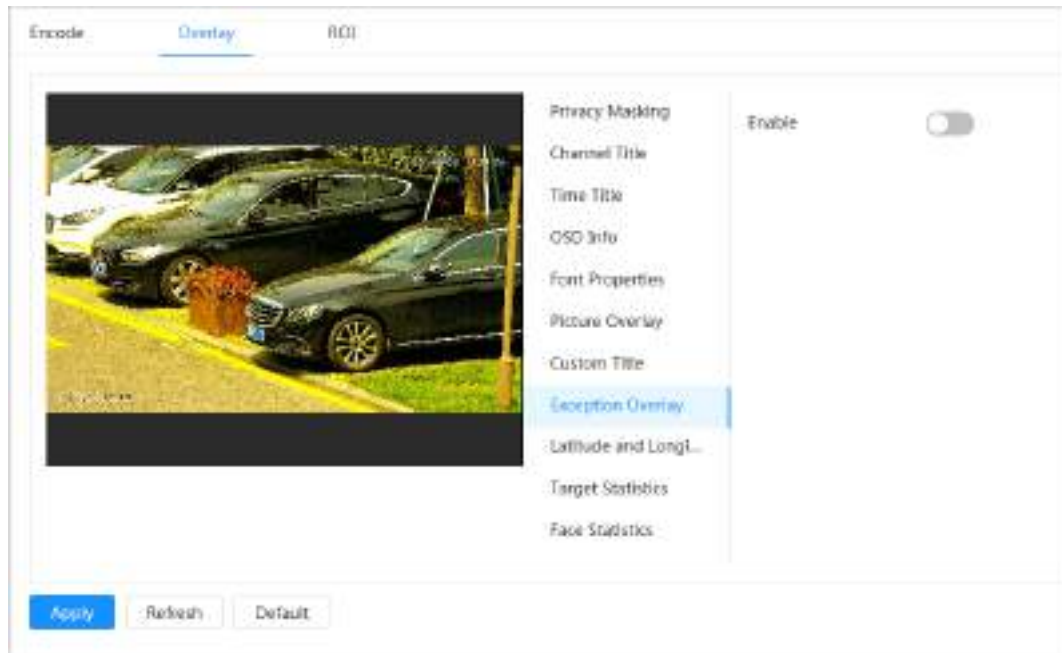 Encode
Overlay
ROI
Privacy Masking
Channel Title
Time Title
OSD Info
Font Properties
Picture Overlay
Custom Title
Exception Overlay
Latitude and Longi...
Target Statistics
Face Statistics
Enable
Apply
Refresh
Default